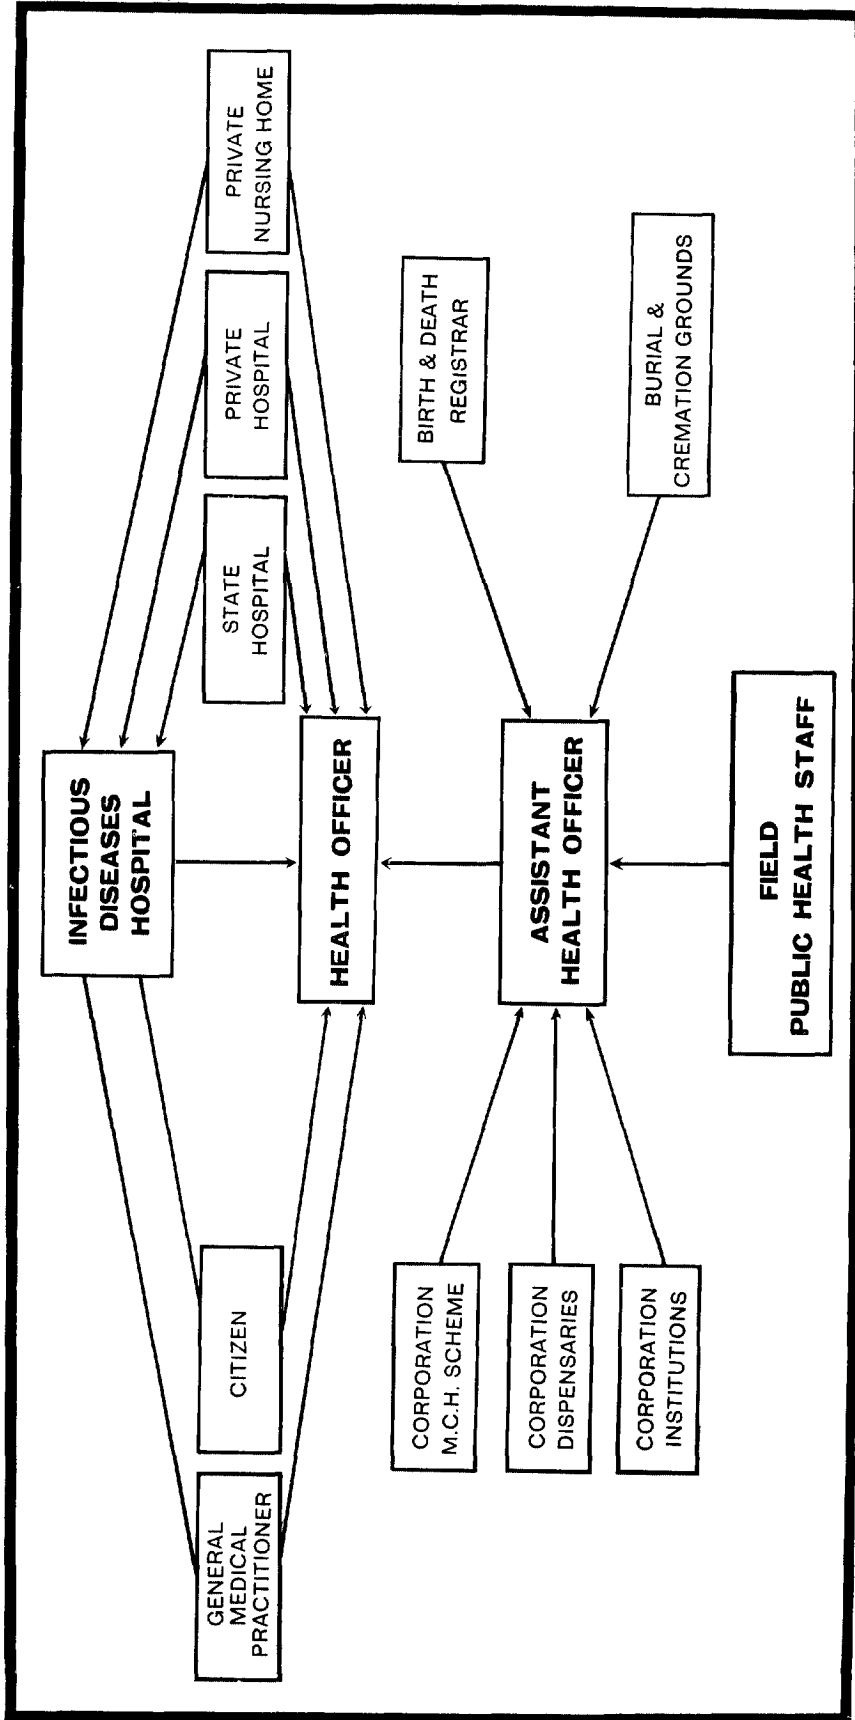 INFECTIOUS
DISEASES
HOSPITAL
GENERAL
MEDICAL
PRACTITIONER
CITIZEN
STATE
HOSPITAL
PRIVATE
HOSPITAL
PRIVATE
NURSING HOME
HEALTH OFFICER
CORPORATION
M.C.H. SCHEME
BIRTH & DEATH
REGISTRAR
ASSISTANT
HEALTH OFFICER
CORPORATION
DISPENSARIES
CORPORATION
INSTITUTIONS
BURIAL &
CREMATION GROUNDS
FIELD
PUBLIC HEALTH STAFF